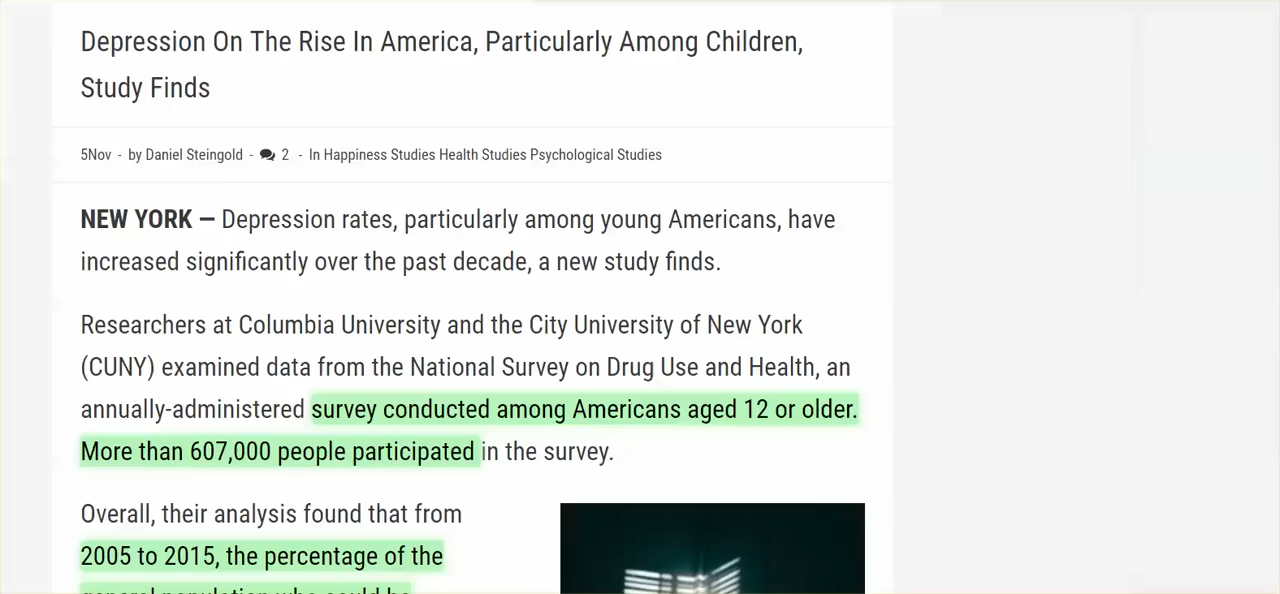 Depression On The Rise In America, Particularly Among Children,
Study Finds
5Nov - by Daniel Steingold - 2 - In Happiness Studies Health Studies Psychological Studies
NEW YORK — Depression rates, particularly among young Americans, have
increased significantly over the past decade, a new study finds.
Researchers at Columbia University and the City University of New York
(CUNY) examined data from the National Survey on Drug Use and Health, an
annually-administered survey conducted among Americans aged 12 or older.
More than 607,000 people participated in the survey.
Overall, their analysis found that from
2005 to 2015, the percentage of the
general population who could be